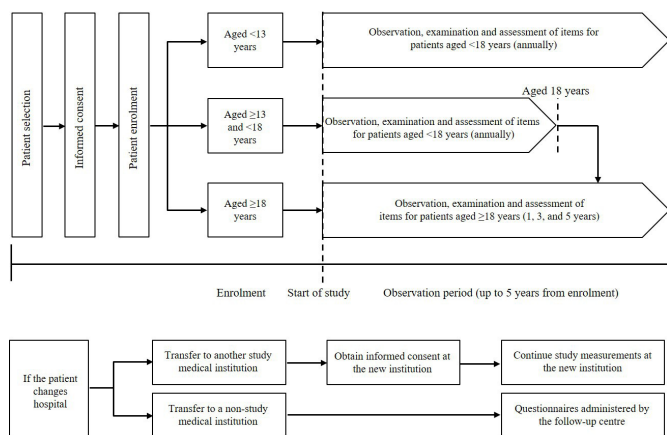 Patient selection
Informed consent
Patient enrolment
Aged <13
years
Observation, examination and assessment of items for
patients aged <18 years (annually)
Aged ≥13
and <18
years
Observation, examination and assessment of items
for patients aged <18 years (annually)
Aged 18 years
Aged ≥18
years
Observation, examination and assessment of
items for patients aged ≥18 years (1, 3, and 5 years)
Enrolment
Start of study
Observation period (up to 5 years from enrolment)
If the patient
changes
hospital
Transfer to another study
medical institution
Obtain informed consent at
the new institution
Continue study measurements at
the new institution
Transfer to a non-study
medical institution
Questionnaires administered by
the follow-up centre